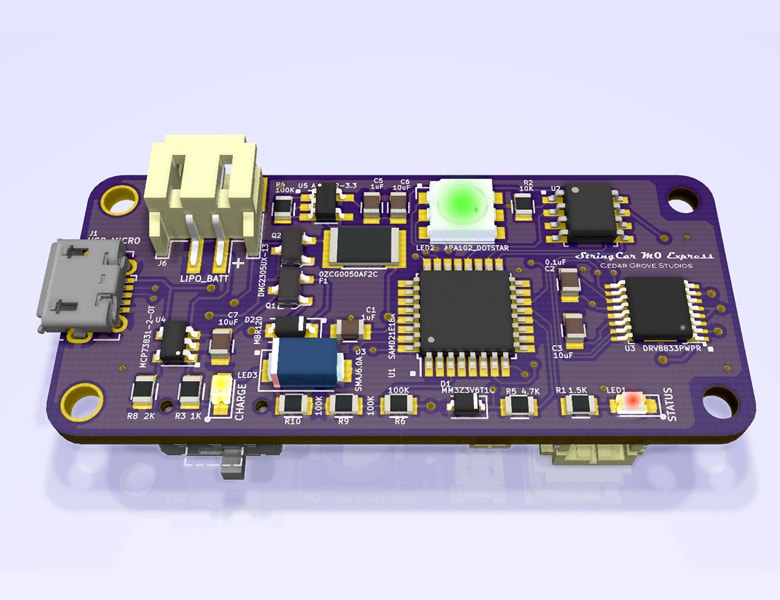 J1
USB_MICRO
J6
LIPO_BATT
+
R4
100K
U5
-3.3
C5
1uF
C6
10uF
LED2 APA102_DOTSTAR
R2
10K
U2
StringCar M0 Express
CEDAR GROVE STUDIOS
Q2
DMG2305UX-13
Q1
0ZCG0050AF2C
F1
0.1uF
C2
C3
10uF
U3 DRV8833PWPR
U4
MCP73831-2-OT
C7
10uF
D2
MBR120
C1
1uF
D3
SMAJ6.0A
U1 SAMD21E18A
R8 2K
R3 1K
LED3
CHARGE
R10
100K
R9
100K
100K
R6
D1
MM3Z3V6T1G
R5 4.7K
R1 1.5K
LED1
STATUS